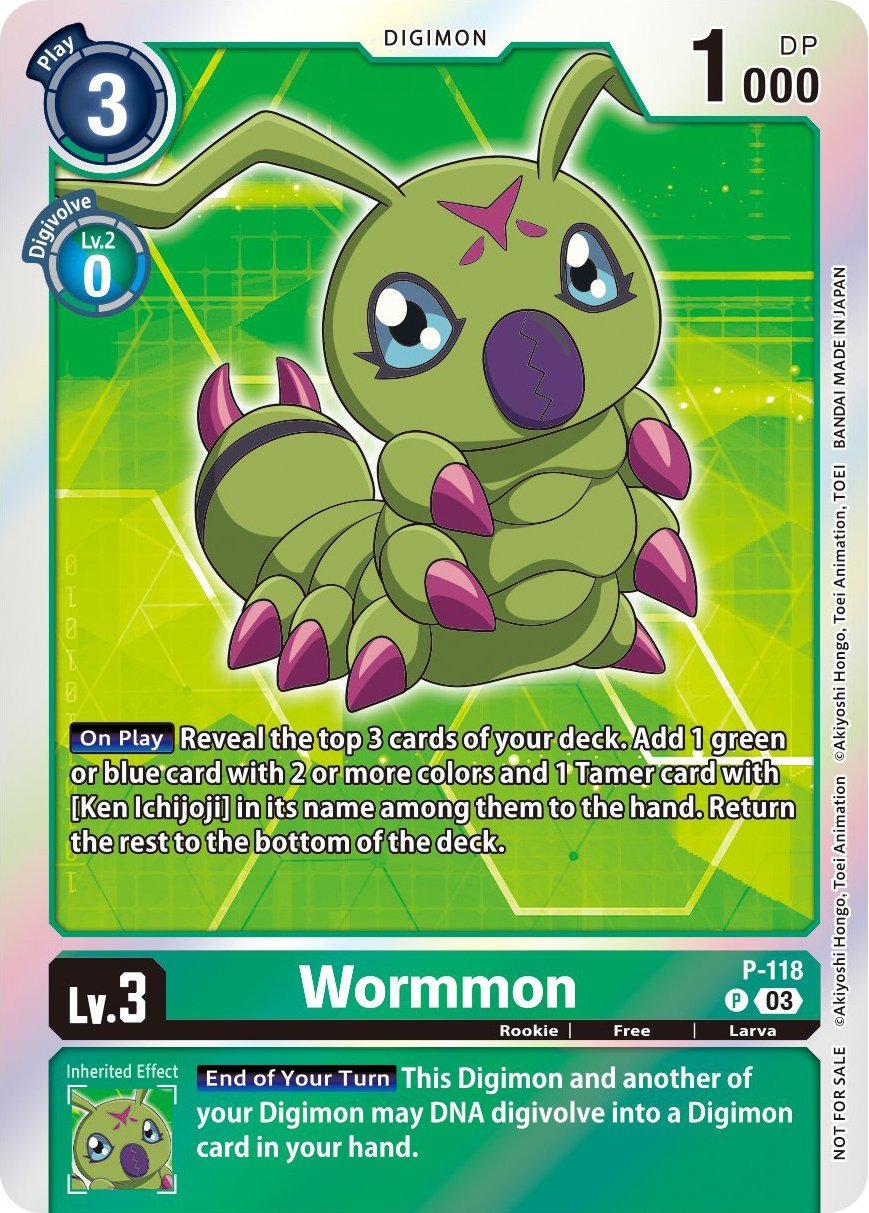 DIGIMON
Play
3
DP
1000
Digivolve
Lv.2
0
On Play Reveal the top 3 cards of your deck. Add 1 green
or blue card with 2 or more colors and 1 Tamer card with
[Ken Ichijoji] in its name among them to the hand. Return
the rest to the bottom of the deck.
Lv.3
Wormmon
P-118
P 03
Rookie | Free | Larva
Inherited Effect
End of Your Turn This Digimon and another of
your Digimon may DNA digivolve into a Digimon
card in your hand.
©Akiyoshi Hongo, Toei Animation, TOEI BANDAI MADE IN JAPAN
NOT FOR SALE ©Akiyoshi Hongo, Toei Animation